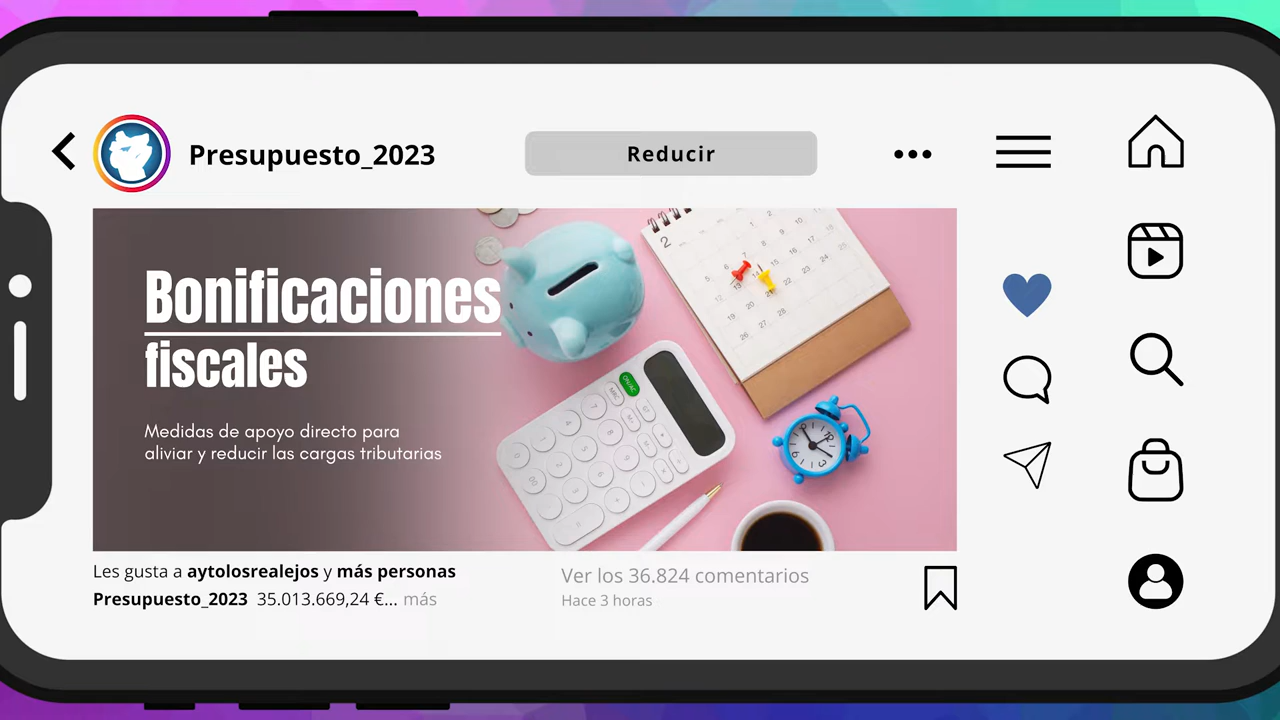 Presupuesto_2023
Reducir
Bonificaciones
fiscales
Medidas de apoyo directo para
aliviar y reducir las cargas tributarias
Les gusta a aytolosrealejos y más personas
Presupuesto_2023 35.013.669,24 €... más
Ver los 36.824 comentarios
Hace 3 horas